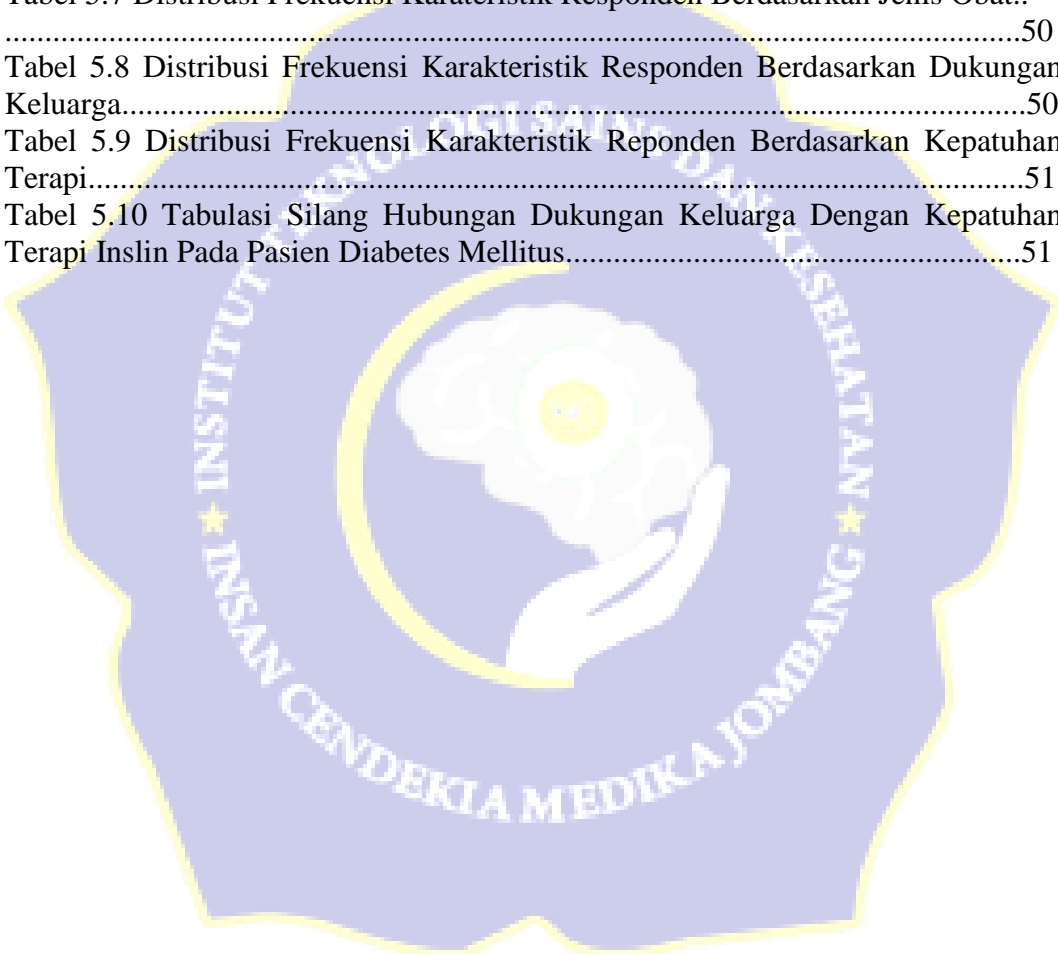 Tabel 5.7 Distribusi Frekuensi Karateristik Responden Berdasarkan Jenis Obat..
....................................................................................................................50
Tabel 5.8 Distribusi Frekuensi Karakteristik Responden Berdasarkan Dukungan
Keluarga.......................................................................................................50
Tabel 5.9 Distribusi Frekuensi Karakteristik Reponden Berdasarkan Kepatuhan
Terapi...........................................................................................................51
Tabel 5.10 Tabulasi Silang Hubungan Dukungan Keluarga Dengan Kepatuhan
Terapi Inslin Pada Pasien Diabetes Mellitus....................................................51
INSTITUT TEKNOLOGI SAINS DAN KESEHATAN
INSAN CENDEKIA MEDIKA JOMBANG